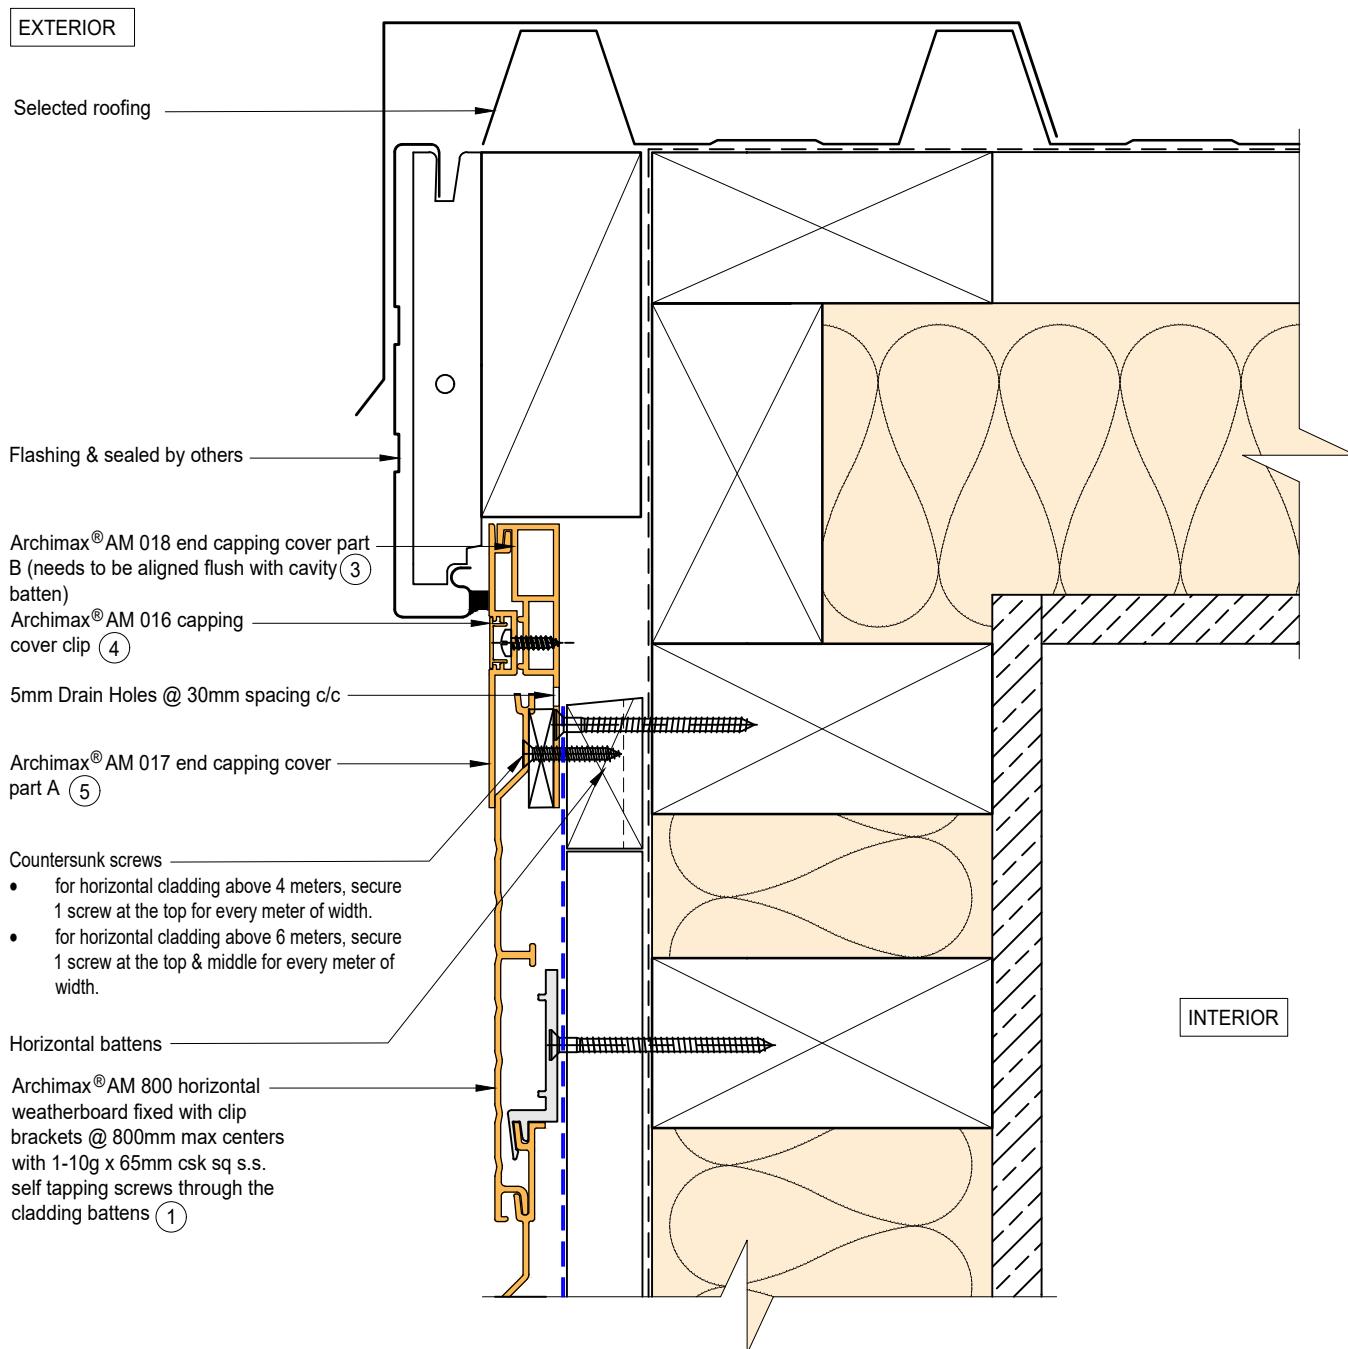 EXTERIOR
Selected roofing
Flashing & sealed by others
Archimax® AM 018 end capping cover part
B (needs to be aligned flush with cavity 3
batten)
Archimax® AM 016 capping
cover clip 4
5mm Drain Holes @ 30mm spacing c/c
Archimax® AM 017 end capping cover
part A 5
Countersunk screws
• for horizontal cladding above 4 meters, secure
1 screw at the top for every meter of width.
• for horizontal cladding above 6 meters, secure
1 screw at the top & middle for every meter of
width.
Horizontal battens
Archimax® AM 800 horizontal
weatherboard fixed with clip
brackets @ 800mm max centers
with 1-10g x 65mm csk sq s.s.
self tapping screws through the
cladding battens 1
INTERIOR